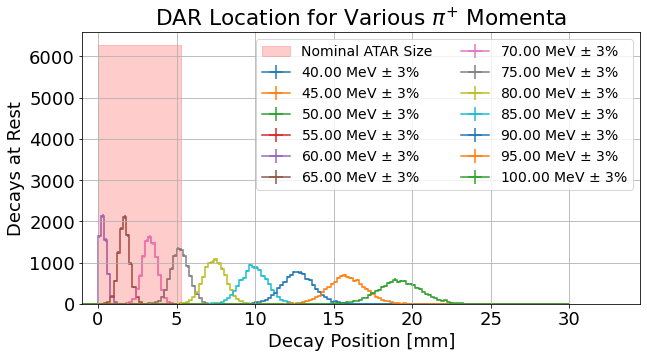 DAR Location for Various π⁺ Momenta
Decays at Rest
6000
5000
4000
3000
2000
1000
0
Nominal ATAR Size
40.00 MeV ± 3%
45.00 MeV ± 3%
50.00 MeV ± 3%
55.00 MeV ± 3%
60.00 MeV ± 3%
65.00 MeV ± 3%
70.00 MeV ± 3%
75.00 MeV ± 3%
80.00 MeV ± 3%
85.00 MeV ± 3%
90.00 MeV ± 3%
95.00 MeV ± 3%
100.00 MeV ± 3%
0 5 10 15 20 25 30
Decay Position [mm]